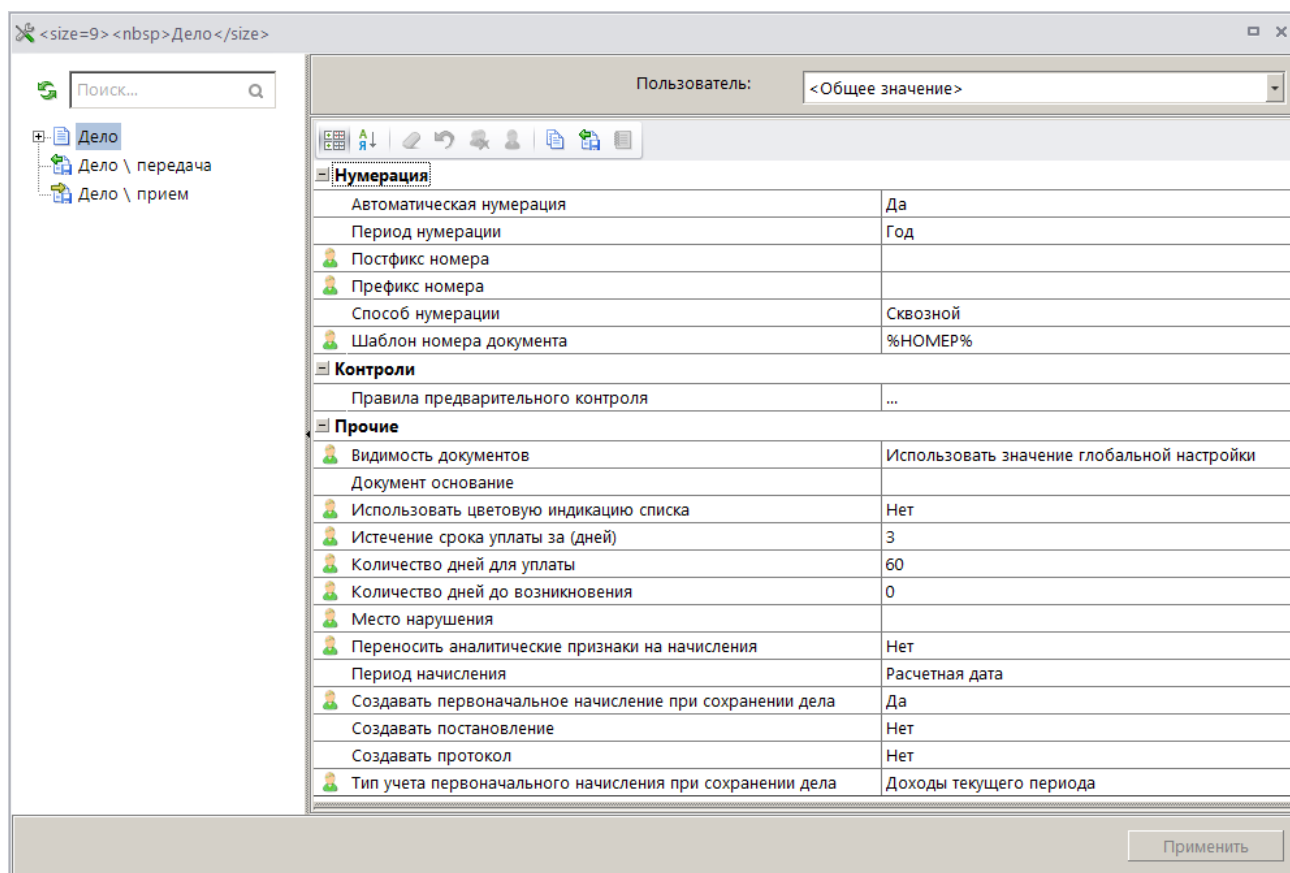 <size=9><nbsp>Дело</size>
Поиск...
Пользователь:
<Общее значение>
Дело
Дело \ передача
Дело \ прием
Нумерация
Автоматическая нумерация Да
Период нумерации Год
Постфикс номера
Префикс номера
Способ нумерации Сквозной
Шаблон номера документа %НОМЕР%
Контроли
Правила предварительного контроля ...
Прочие
Видимость документов Использовать значение глобальной настройки
Документ основание
Использовать цветовую индикацию списка Нет
Истечение срока уплаты за (дней) 3
Количество дней для уплаты 60
Количество дней до возникновения 0
Место нарушения
Переносить аналитические признаки на начисления Нет
Период начисления Расчетная дата
Создавать первоначальное начисление при сохранении дела Да
Создавать постановление Нет
Создавать протокол Нет
Тип учета первоначального начисления при сохранении дела Доходы текущего периода
Применить